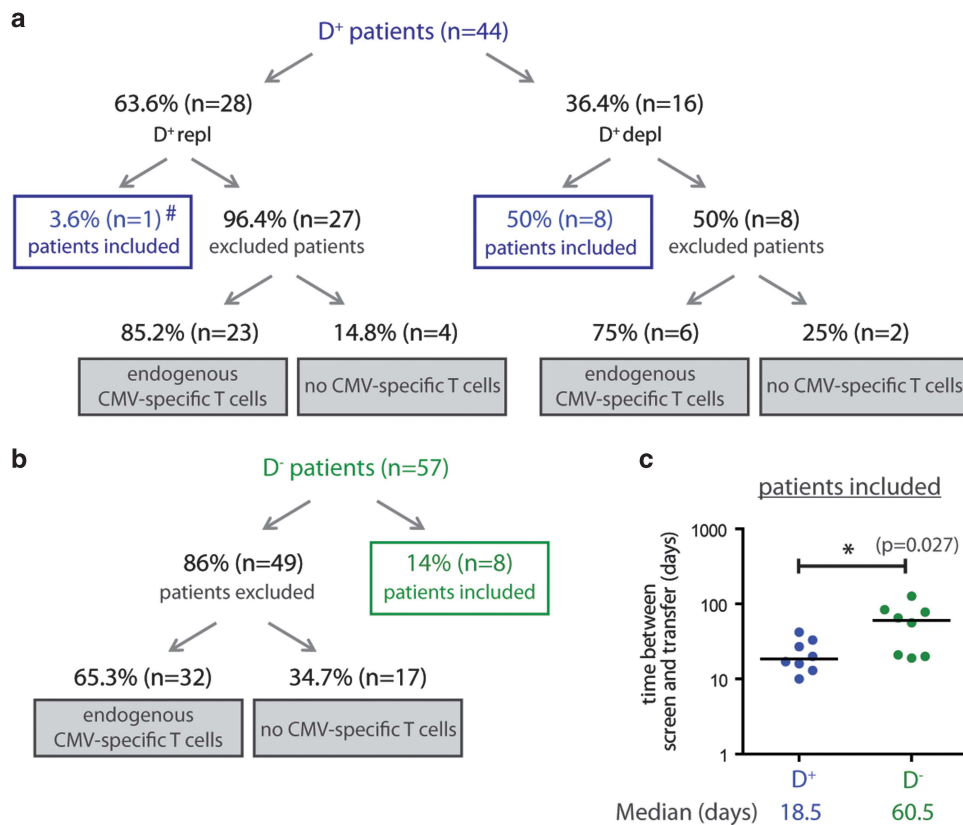 a
D⁺ patients (n=44)
63.6% (n=28)
36.4% (n=16)
D⁺ repl
D⁺ depl
3.6% (n=1) #
patients included
96.4% (n=27)
excluded patients
50% (n=8)
patients included
50% (n=8)
excluded patients
85.2% (n=23)
14.8% (n=4)
75% (n=6)
25% (n=2)
endogenous
CMV-specific T cells
no CMV-specific T cells
endogenous
CMV-specific T cells
no CMV-specific T cells
b
D⁻ patients (n=57)
86% (n=49)
patients excluded
14% (n=8)
patients included
65.3% (n=32)
34.7% (n=17)
endogenous
CMV-specific T cells
no CMV-specific T cells
c
patients included
time between
screen and transfer (days)
1000
100
10
1
* (p=0.027)
D⁺ D⁻
Median (days) 18.5 60.5